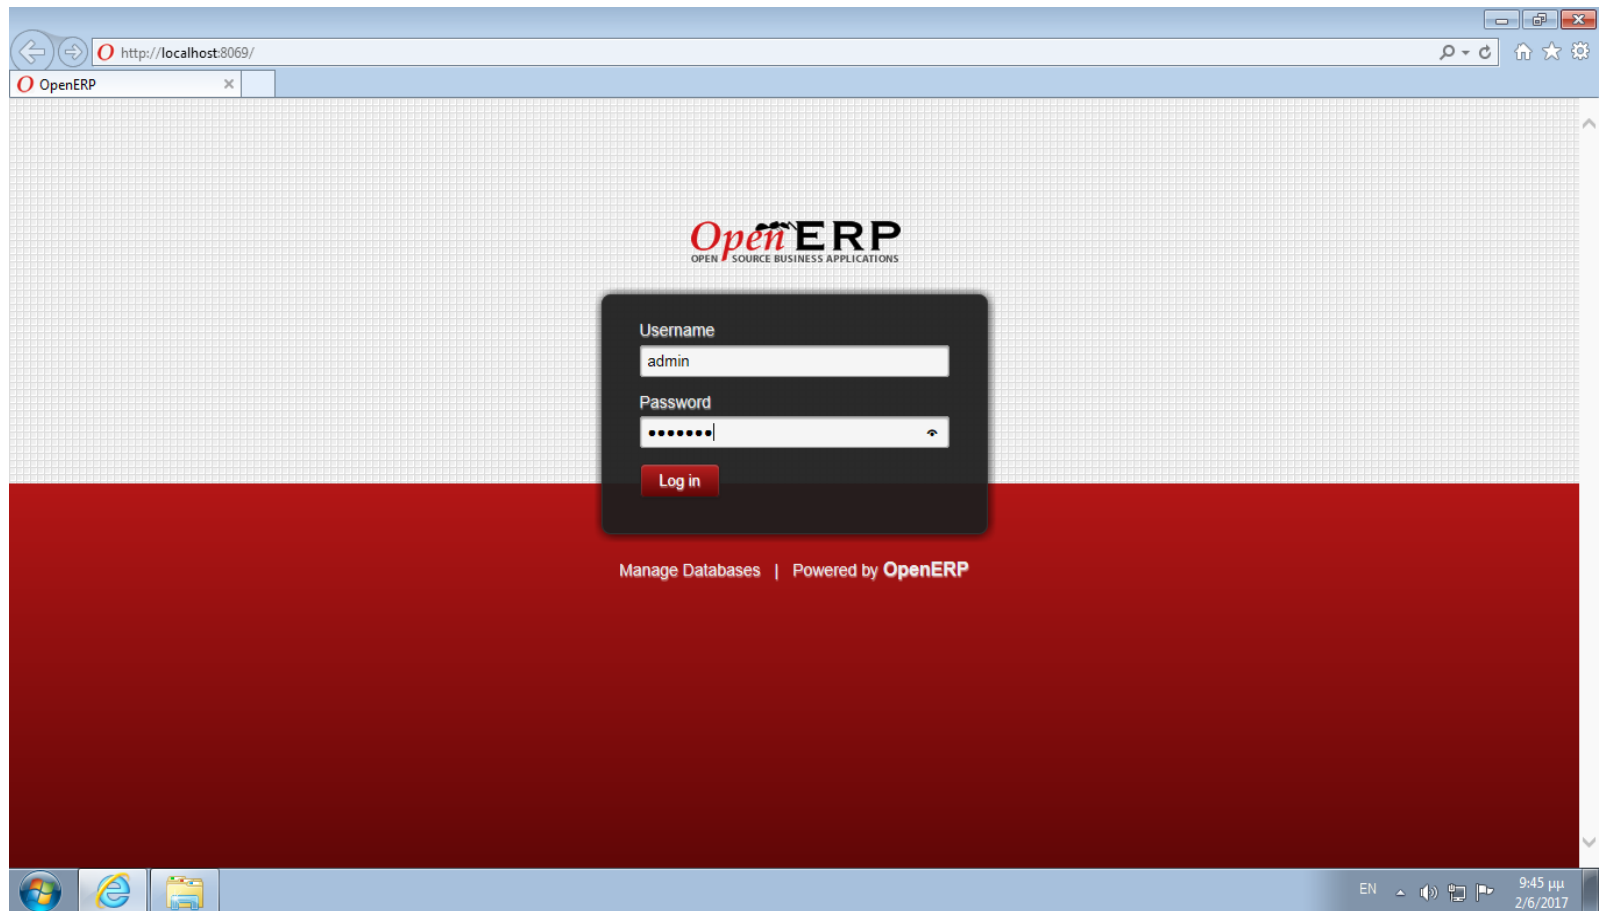 http://localhost:8069/
OpenERP
OpenERP
OPEN SOURCE BUSINESS APPLICATIONS
Username
admin
Password
Log in
Manage Databases | Powered by OpenERP
EN
9:45 μμ
2/6/2017